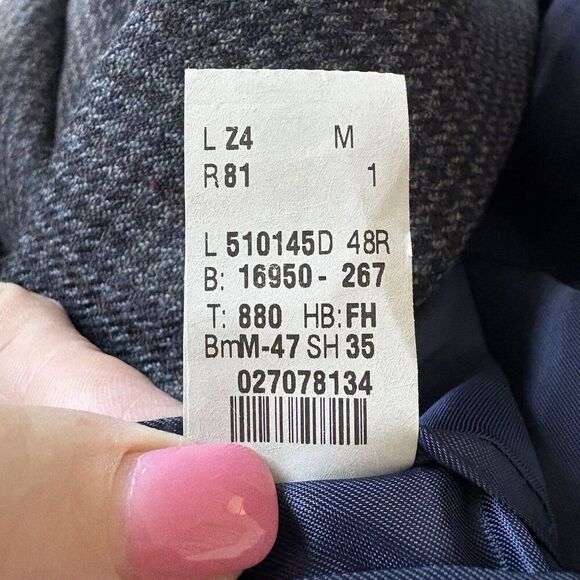 L Z4 M
R 81 1
L 510145D 48R
B: 16950- 267
T: 880 HB: FH
BmM-47 SH 35
027078134